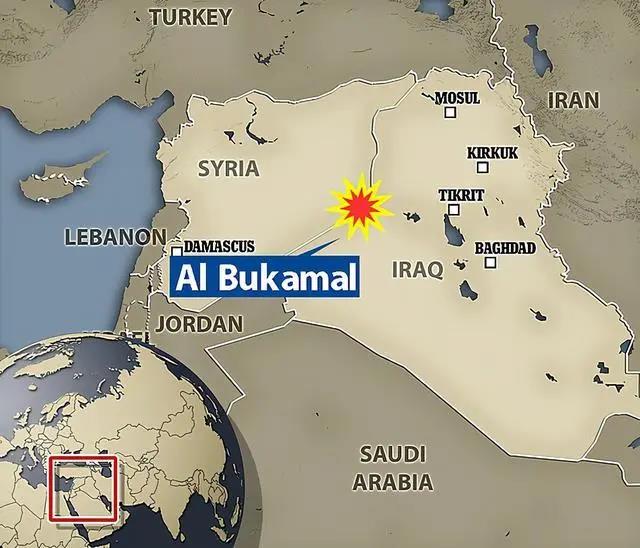 TURKEY
MOSUL
IRAN
KIRKUK
SYRIA
TIKRIT
LEBANON
DAMASCUS
BAGHDAD
Al Bukamal
IRAQ
JORDAN
SAUDI
ARABIA